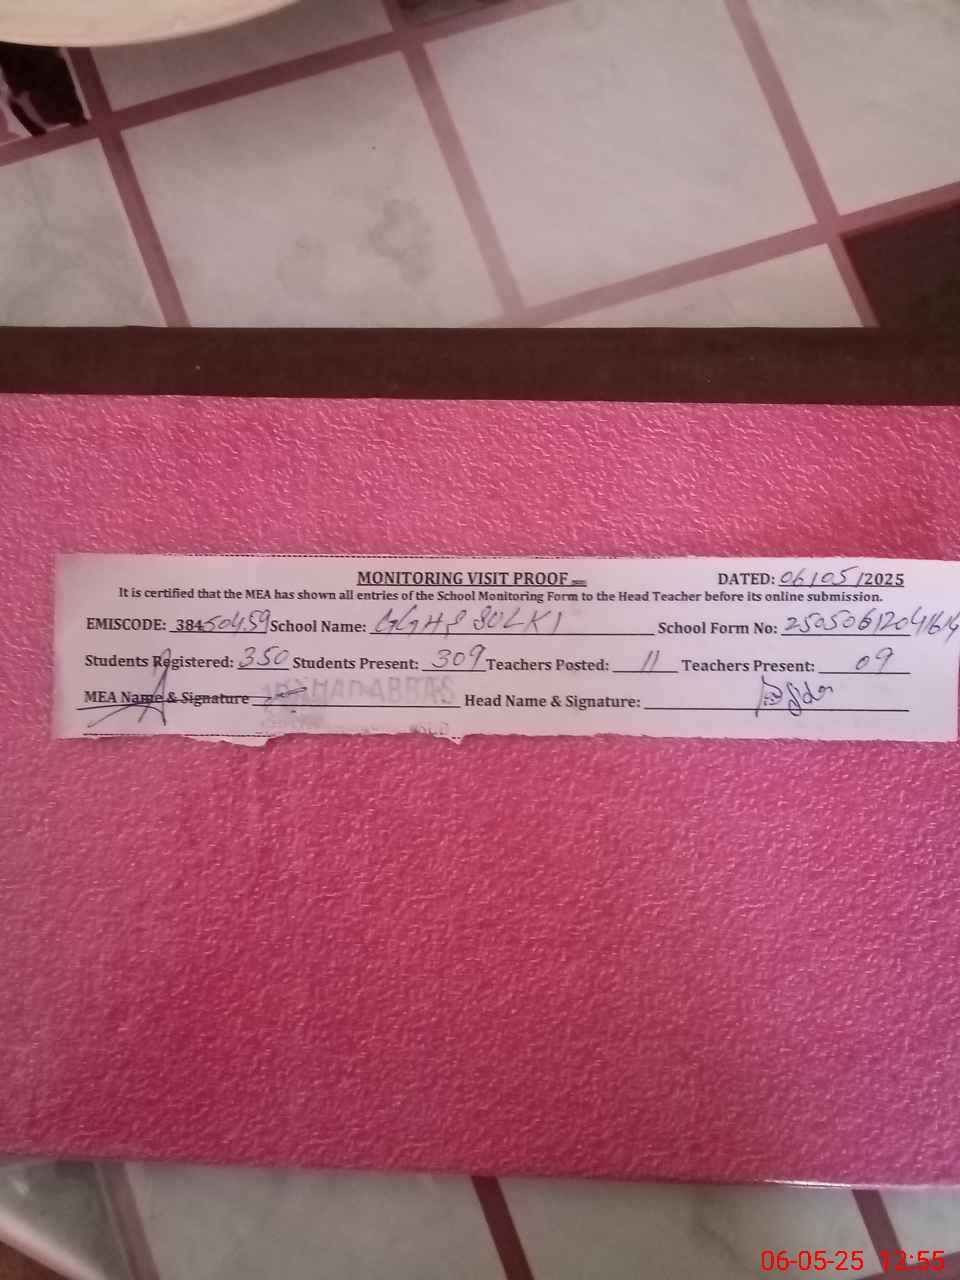 MONITORING VISIT PROOF DATED: 06/05/2025
It is certified that the MEA has shown all entries of the School Monitoring Form to the Head Teacher before its online submission.
EMISCODE: 38450459 School Name: GGHS SOLKI School Form No: 25050612041614
Students Registered: 350 Students Present: 309 Teachers Posted: 11 Teachers Present: 09
MEA Name & Signature Head Name & Signature:
06-05-25 12:55